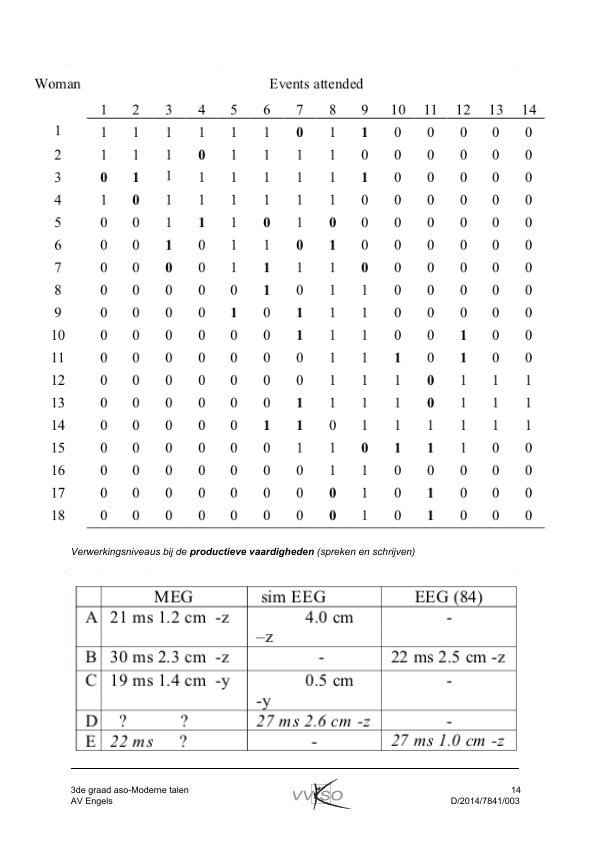 Woman Events attended
1 2 3 4 5 6 7 8 9 10 11 12 13 14
1 1 1 1 1 1 1 0 1 1 0 0 0 0 0
2 1 1 1 0 1 1 1 1 0 0 0 0 0 0
3 0 1 1 1 1 1 1 1 1 0 0 0 0 0
4 1 0 1 1 1 1 1 1 0 0 0 0 0 0
5 0 0 1 1 1 0 1 0 0 0 0 0 0 0
6 0 0 1 0 1 1 0 1 0 0 0 0 0 0
7 0 0 0 0 1 1 1 1 0 0 0 0 0 0
8 0 0 0 0 0 1 0 1 1 0 0 0 0 0
9 0 0 0 0 1 0 1 1 1 0 0 0 0 0
10 0 0 0 0 0 0 1 1 1 0 0 1 0 0
11 0 0 0 0 0 0 0 1 1 1 0 1 0 0
12 0 0 0 0 0 0 0 1 1 1 0 1 1 1
13 0 0 0 0 0 0 1 1 1 1 0 1 1 1
14 0 0 0 0 0 1 1 0 1 1 1 1 1 1
15 0 0 0 0 0 0 1 1 0 1 1 1 0 0
16 0 0 0 0 0 0 0 1 1 0 0 0 0 0
17 0 0 0 0 0 0 0 0 1 0 1 0 0 0
18 0 0 0 0 0 0 0 0 1 0 1 0 0 0
Verwerkingsniveaus bij de productieve vaardigheden (spreken en schrijven)
MEG sim EEG EEG (84)
A 21 ms 1.2 cm -z 4.0 cm -
–z
B 30 ms 2.3 cm -z - 22 ms 2.5 cm -z
C 19 ms 1.4 cm -y 0.5 cm -
-y
D ? ? 27 ms 2.6 cm -z -
E 22 ms ? - 27 ms 1.0 cm -z
3de graad aso-Moderne talen 14
AV Engels VVKSO D/2014/7841/003